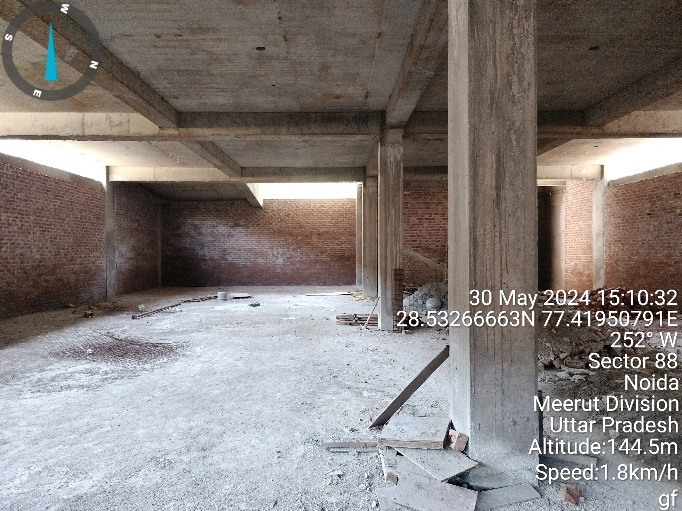 W
S
N
E
30 May 2024 15:10:32
28.53266663N 77.41950791E
252° W
Sector 88
Noida
Meerut Division
Uttar Pradesh
Altitude:144.5m
Speed:1.8km/h
gf